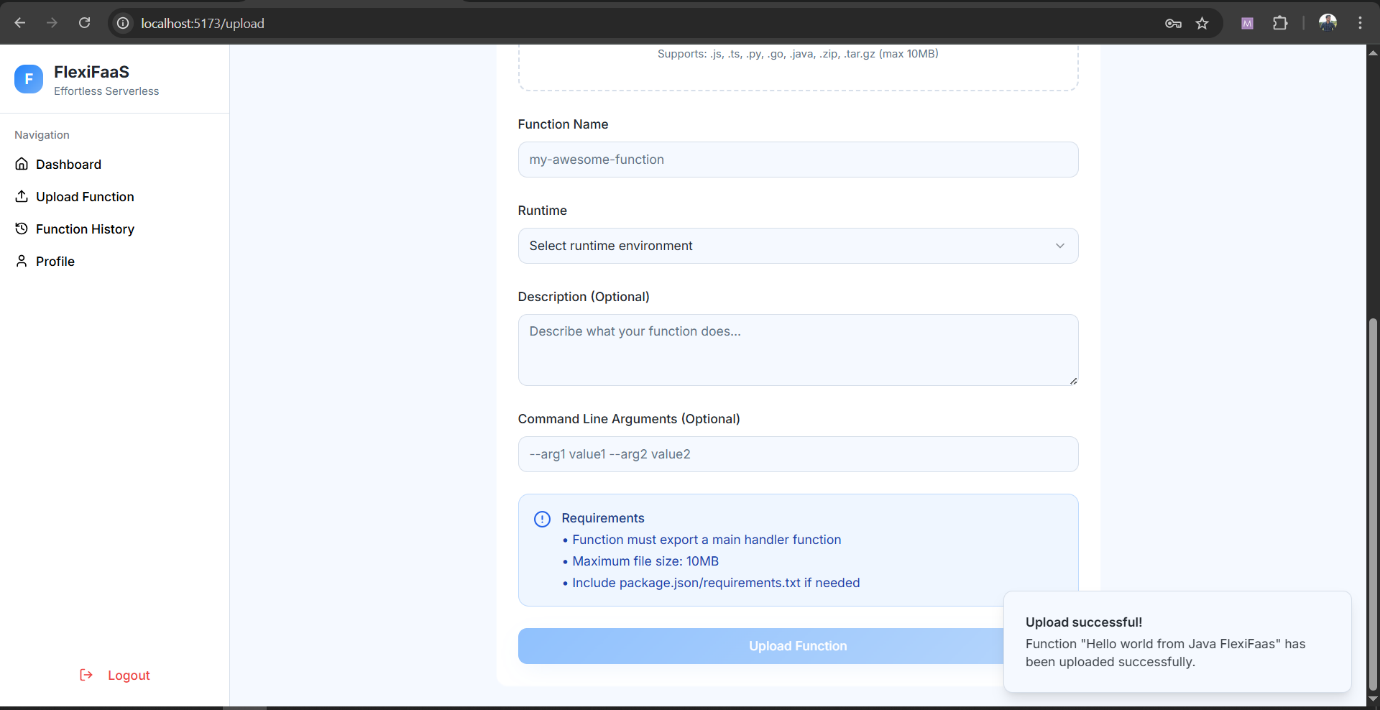 localhost:5173/upload
M
F
FlexiFaaS
Effortless Serverless
Navigation
Dashboard
Upload Function
Function History
Profile
Logout
Supports: .js, .ts, .py, .go, .java, .zip, .tar.gz (max 10MB)
Function Name
my-awesome-function
Runtime
Select runtime environment
Description (Optional)
Describe what your function does...
Command Line Arguments (Optional)
--arg1 value1 --arg2 value2
Requirements
• Function must export a main handler function
• Maximum file size: 10MB
• Include package.json/requirements.txt if needed
Upload Function
Upload successful!
Function "Hello world from Java FlexiFaas" has
been uploaded successfully.